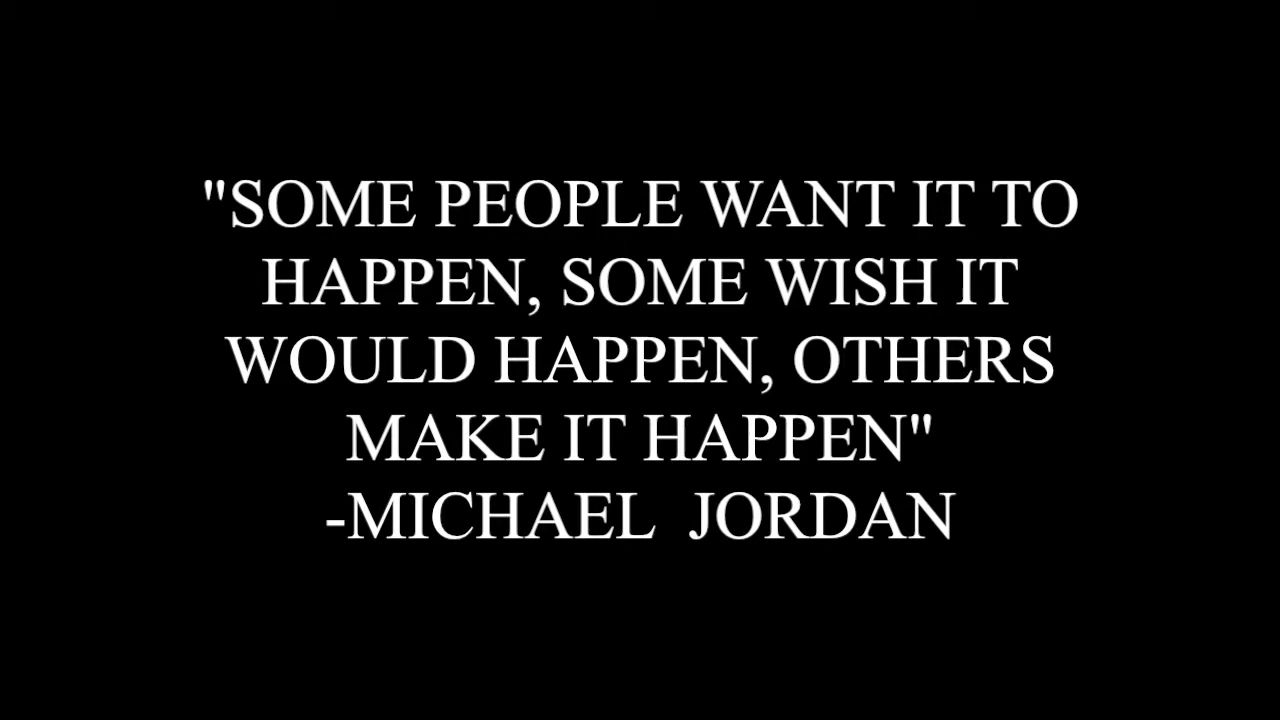 "SOME PEOPLE WANT IT TO
HAPPEN, SOME WISH IT
WOULD HAPPEN, OTHERS
MAKE IT HAPPEN"
-MICHAEL  JORDAN